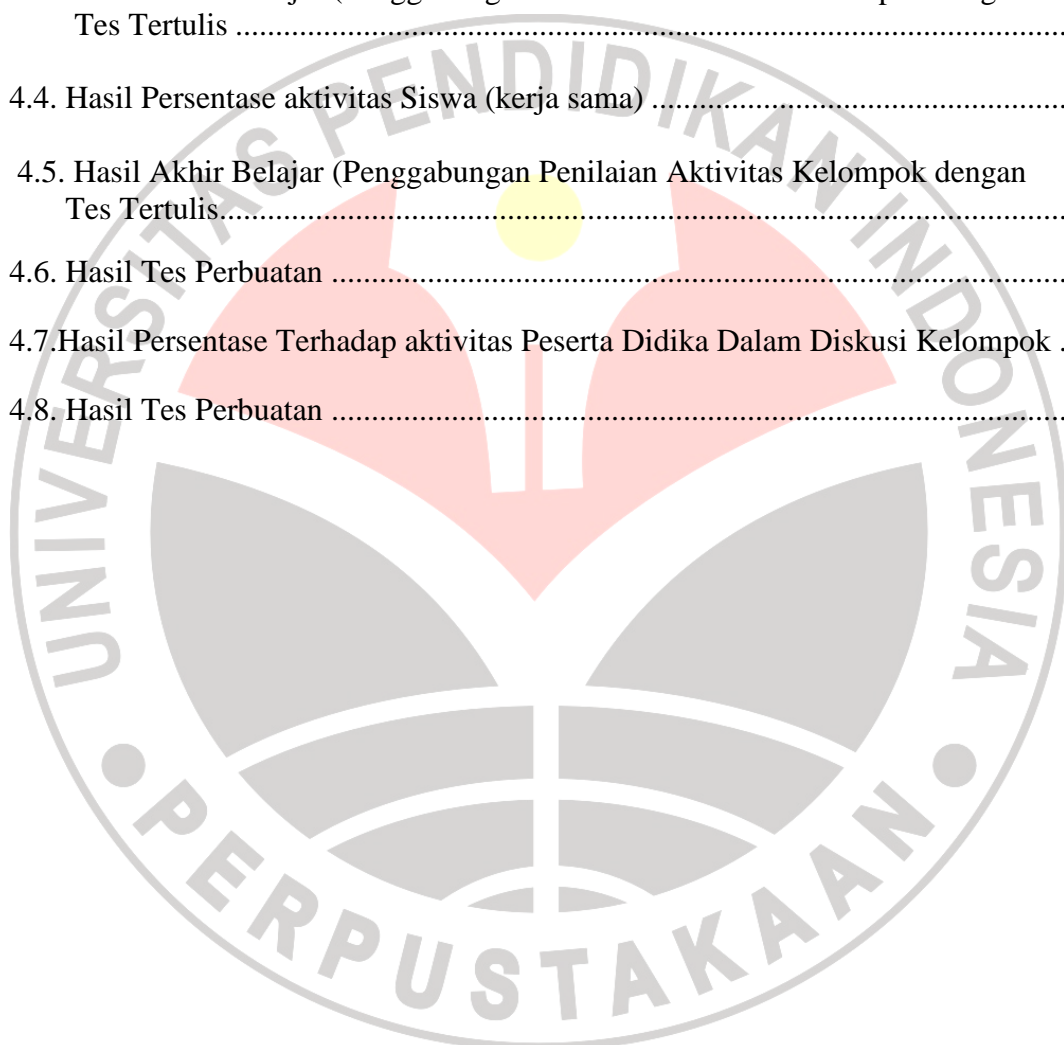 Tes Tertulis ........................................................................................................
4.4. Hasil Persentase aktivitas Siswa (kerja sama) ....................................................
4.5. Hasil Akhir Belajar (Penggabungan Penilaian Aktivitas Kelompok dengan
Tes Tertulis..........................................................................................................
4.6. Hasil Tes Perbuatan ............................................................................................
4.7.Hasil Persentase Terhadap aktivitas Peserta Didika Dalam Diskusi Kelompok .
4.8. Hasil Tes Perbuatan ............................................................................................
UNIVERSITAS PENDIDIKAN INDONESIA
PERPUSTAKAAN